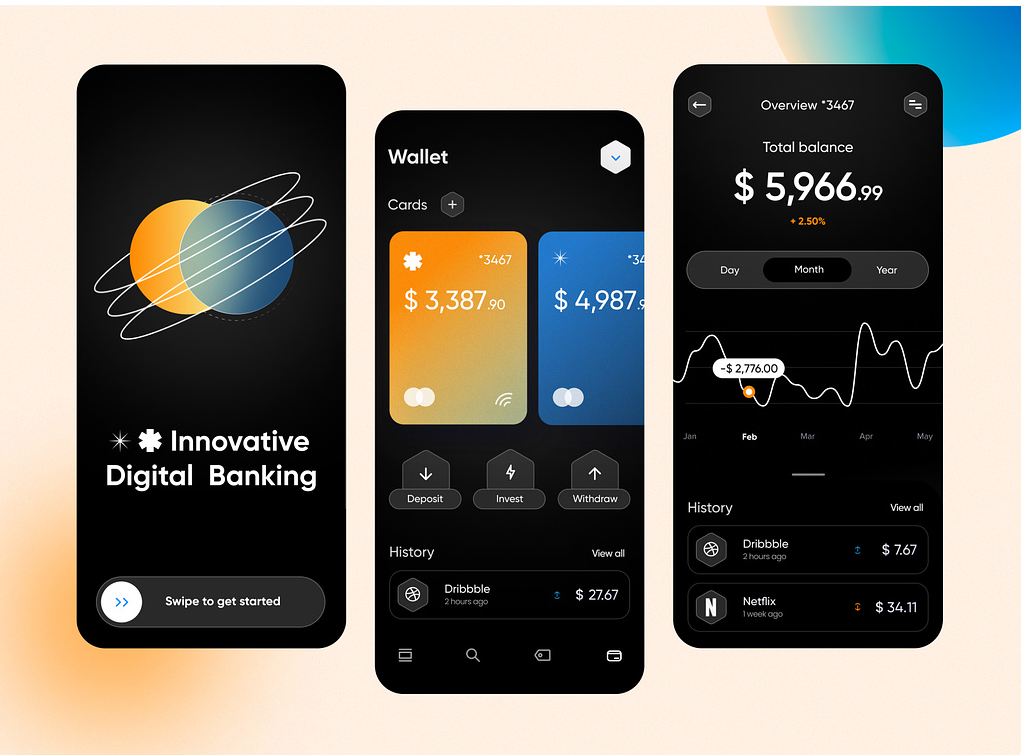 Innovative
Digital Banking
Swipe to get started
Wallet
Cards
*3467
$ 3,387.90
$ 4,987
Deposit
Invest
Withdraw
History
View all
Dribbble
2 hours ago
$ 27.67
Overview *3467
Total balance
$ 5,966.99
+ 2.50%
Day
Month
Year
-$ 2,776.00
Jan
Feb
Mar
Apr
May
History
View all
Dribbble
2 hours ago
$ 7.67
N
Netflix
1 week ago
$ 34.11